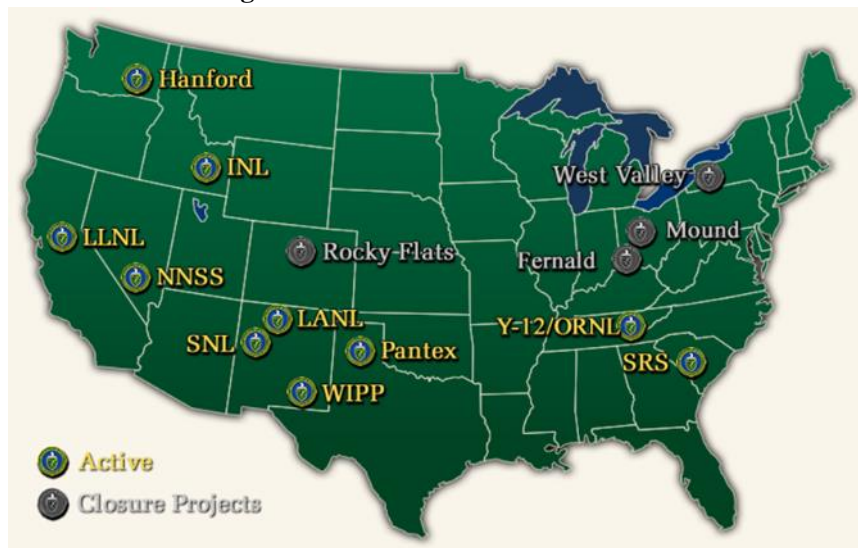 Hanford
INL
West Valley
LLNL
Rocky Flats
Mound
Fernald
NNSS
LANL
Y-12/ORNL
SNL
Pantex
SRS
WIPP
Active
Closure Projects